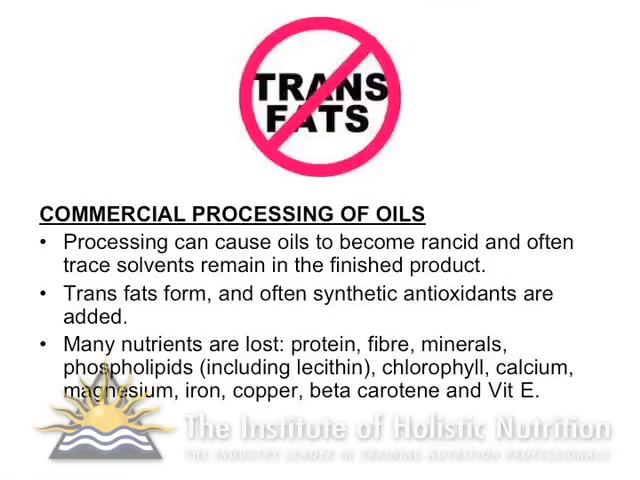 TRANS
FATS
COMMERCIAL PROCESSING OF OILS
• Processing can cause oils to become rancid and often
trace solvents remain in the finished product.
• Trans fats form, and often synthetic antioxidants are
added.
• Many nutrients are lost: protein, fibre, minerals,
phospholipids (including lecithin), chlorophyll, calcium,
magnesium, iron, copper, beta carotene and Vit E.
The Institute of Holistic Nutrition
THE INDUSTRY LEADER IN TRAINING NUTRITION PROFESSIONALS